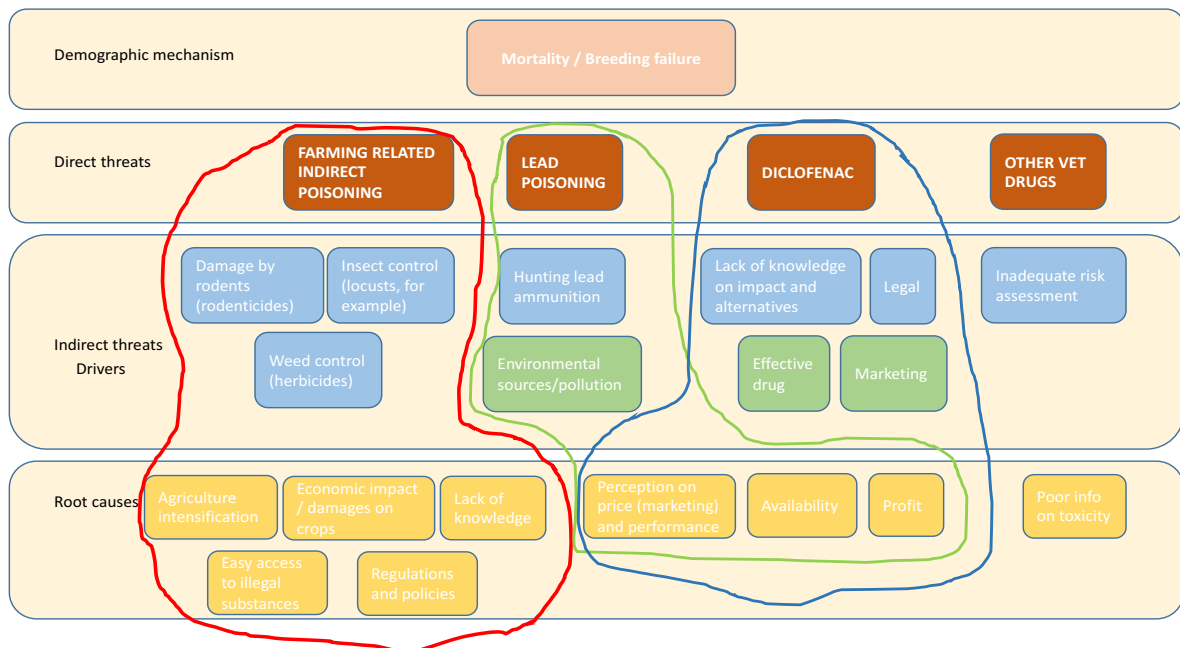 Demographic mechanism
Mortality / Breeding failure
Direct threats
FARMING RELATED
INDIRECT
POISONING
LEAD
POISONING
DICLOFENAC
OTHER VET
DRUGS
Indirect threats
Drivers
Damage by
rodents
(rodenticides)
Insect control
(locusts, for
example)
Weed control
(herbicides)
Hunting lead
ammunition
Environmental
sources/pollution
Lack of knowledge
on impact and
alternatives
Legal
Effective
drug
Marketing
Inadequate risk
assessment
Root causes
Agriculture
intensification
Economic impact
/ damages on
crops
Lack of
knowledge
Easy access
to illegal
substances
Regulations
and policies
Perception on
price (marketing)
and performance
Availability
Profit
Poor info
on toxicity